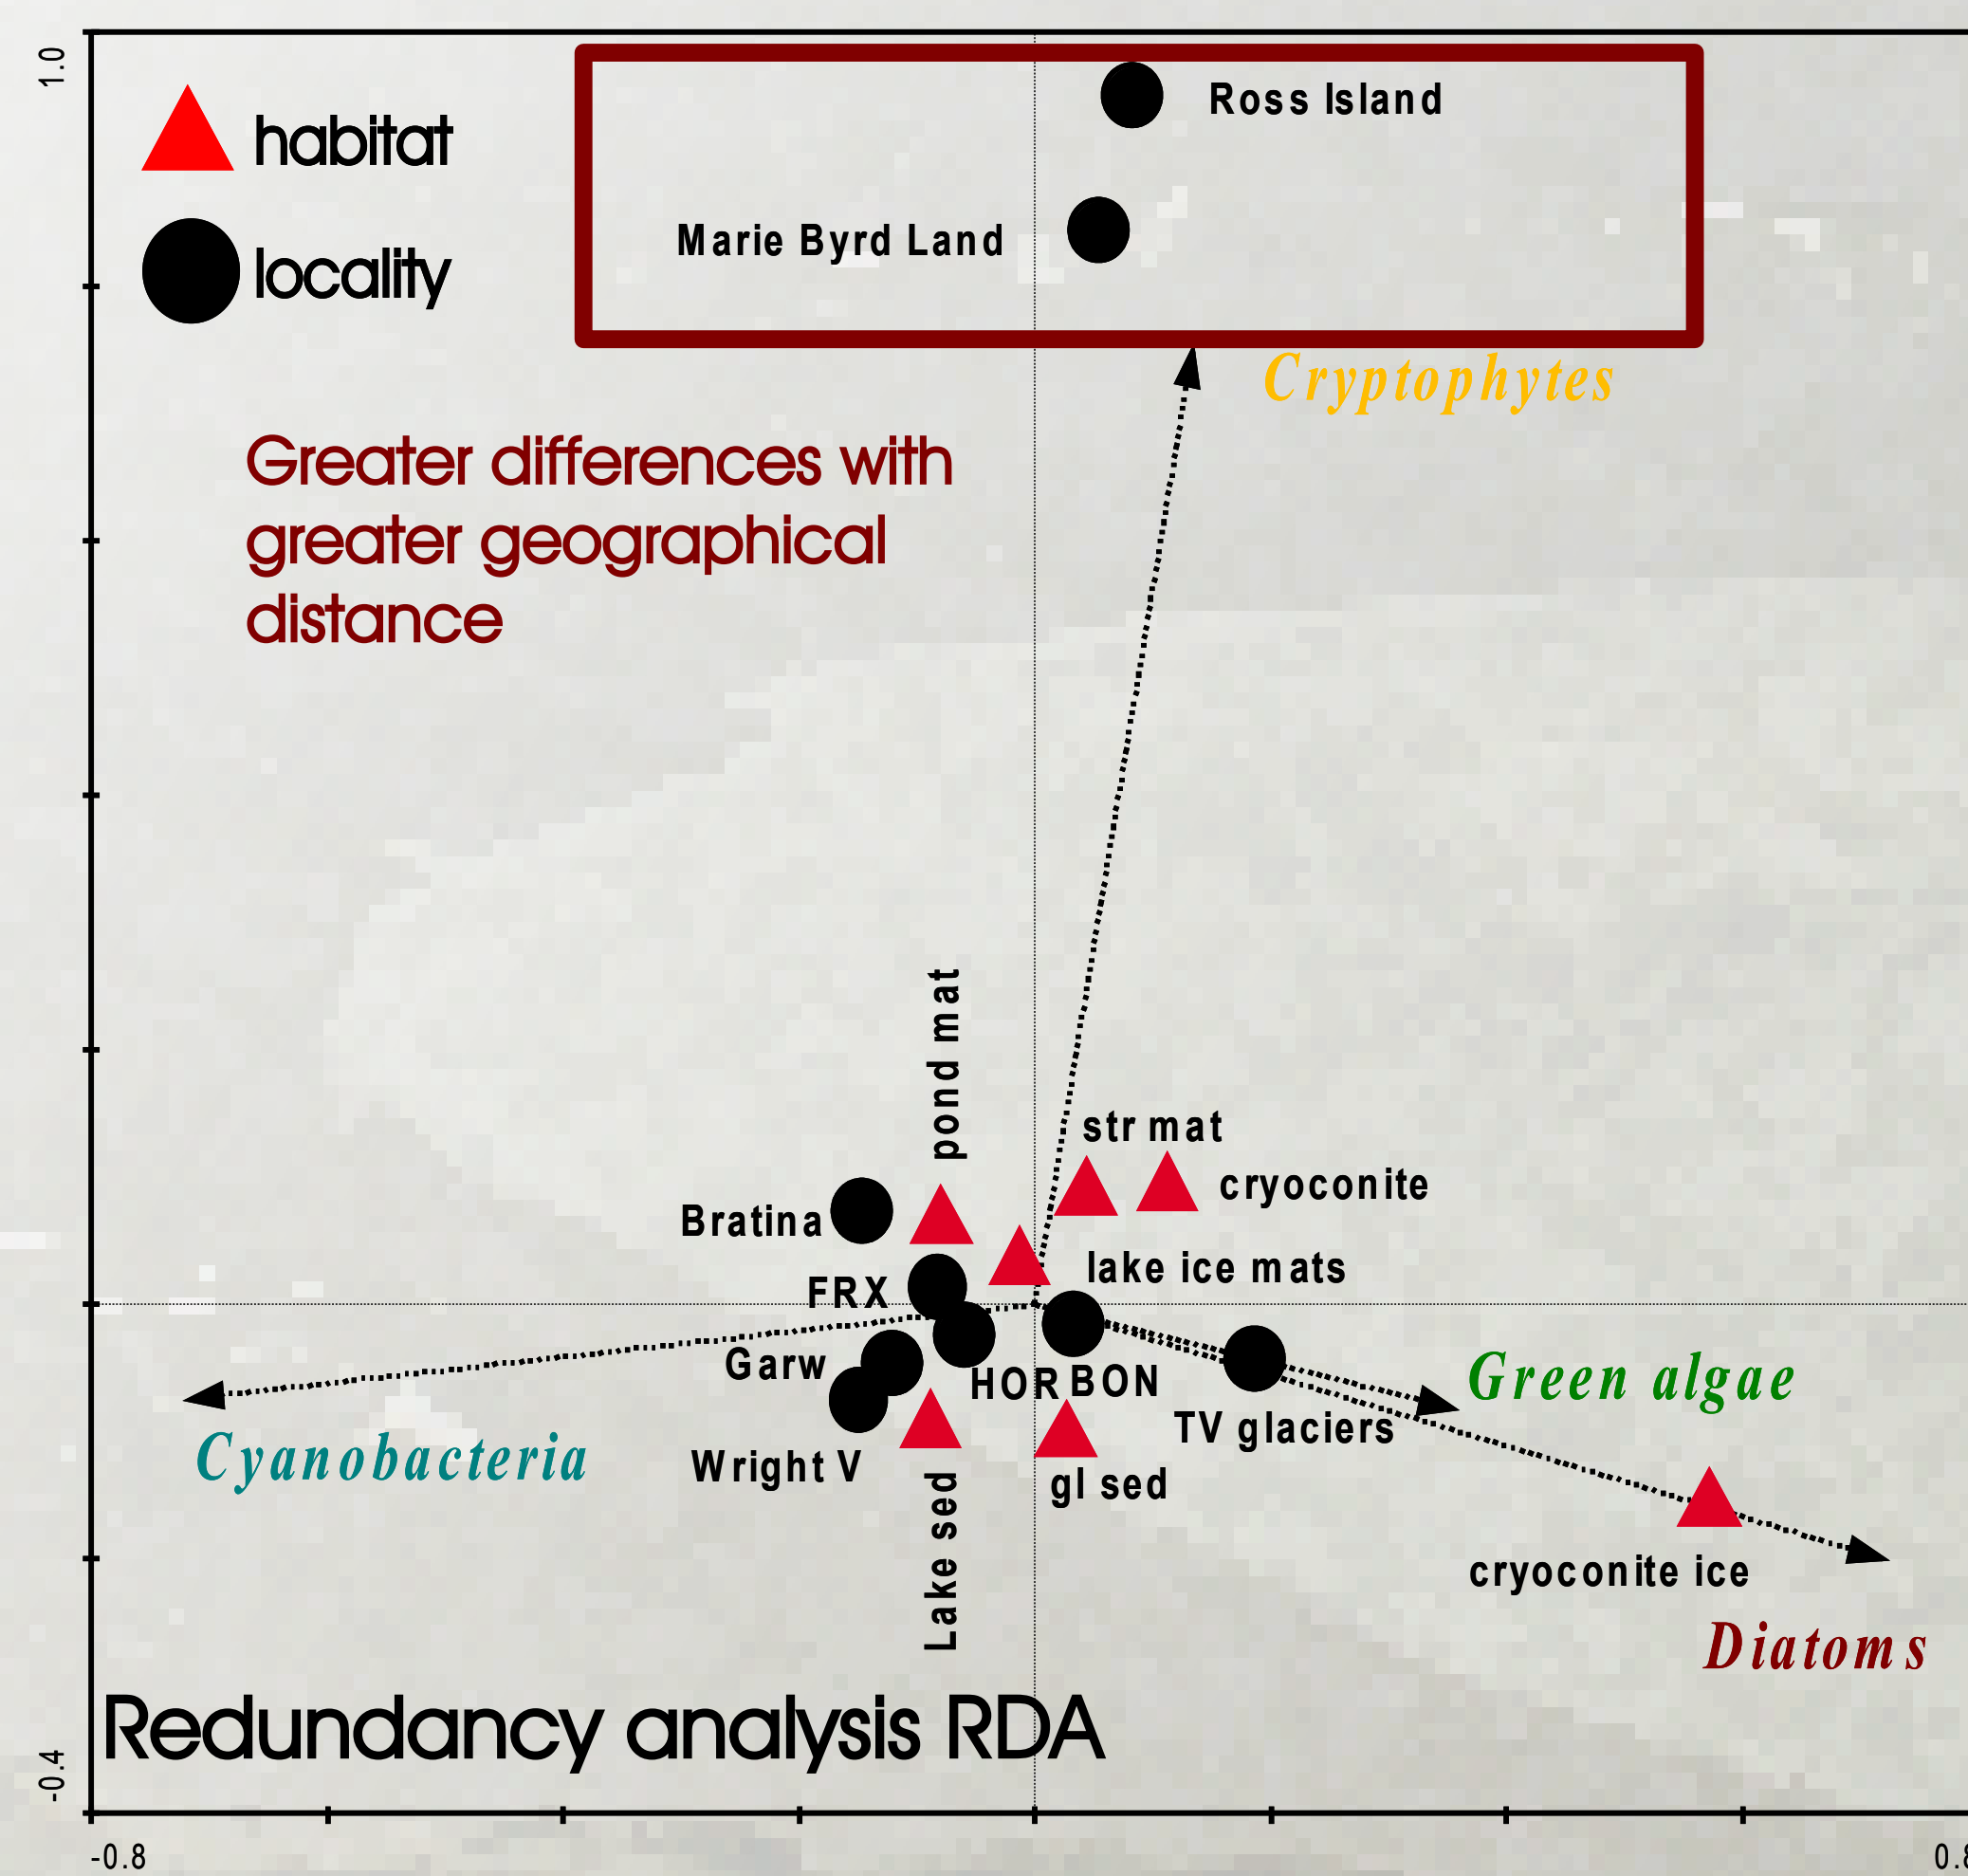 1.0
habitat
locality
Ross Island
Marie Byrd Land
Cryptophytes
Greater differences with
greater geographical
distance
pond mat
str mat
cryoconite
Bratina
lake ice mats
FRX
Garw
HOR
BON
Green algae
TV glaciers
Cyanobacteria
Wright V
gl sed
Lake sed
cryoconite ice
Diatoms
Redundancy analysis RDA
-0.4
-0.8